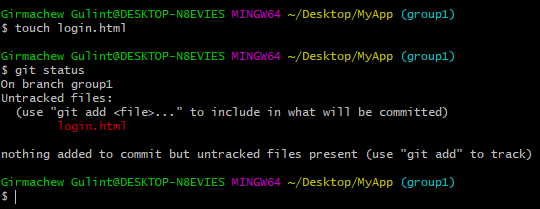 Girmachew Gulint@DESKTOP-N8EVIES MINGW64 ~/Desktop/MyApp (group1)
$ touch login.html
Girmachew Gulint@DESKTOP-N8EVIES MINGW64 ~/Desktop/MyApp (group1)
$ git status
On branch group1
Untracked files:
  (use "git add <file>..." to include in what will be committed)
        login.html
nothing added to commit but untracked files present (use "git add" to track)
Girmachew Gulint@DESKTOP-N8EVIES MINGW64 ~/Desktop/MyApp (group1)
$